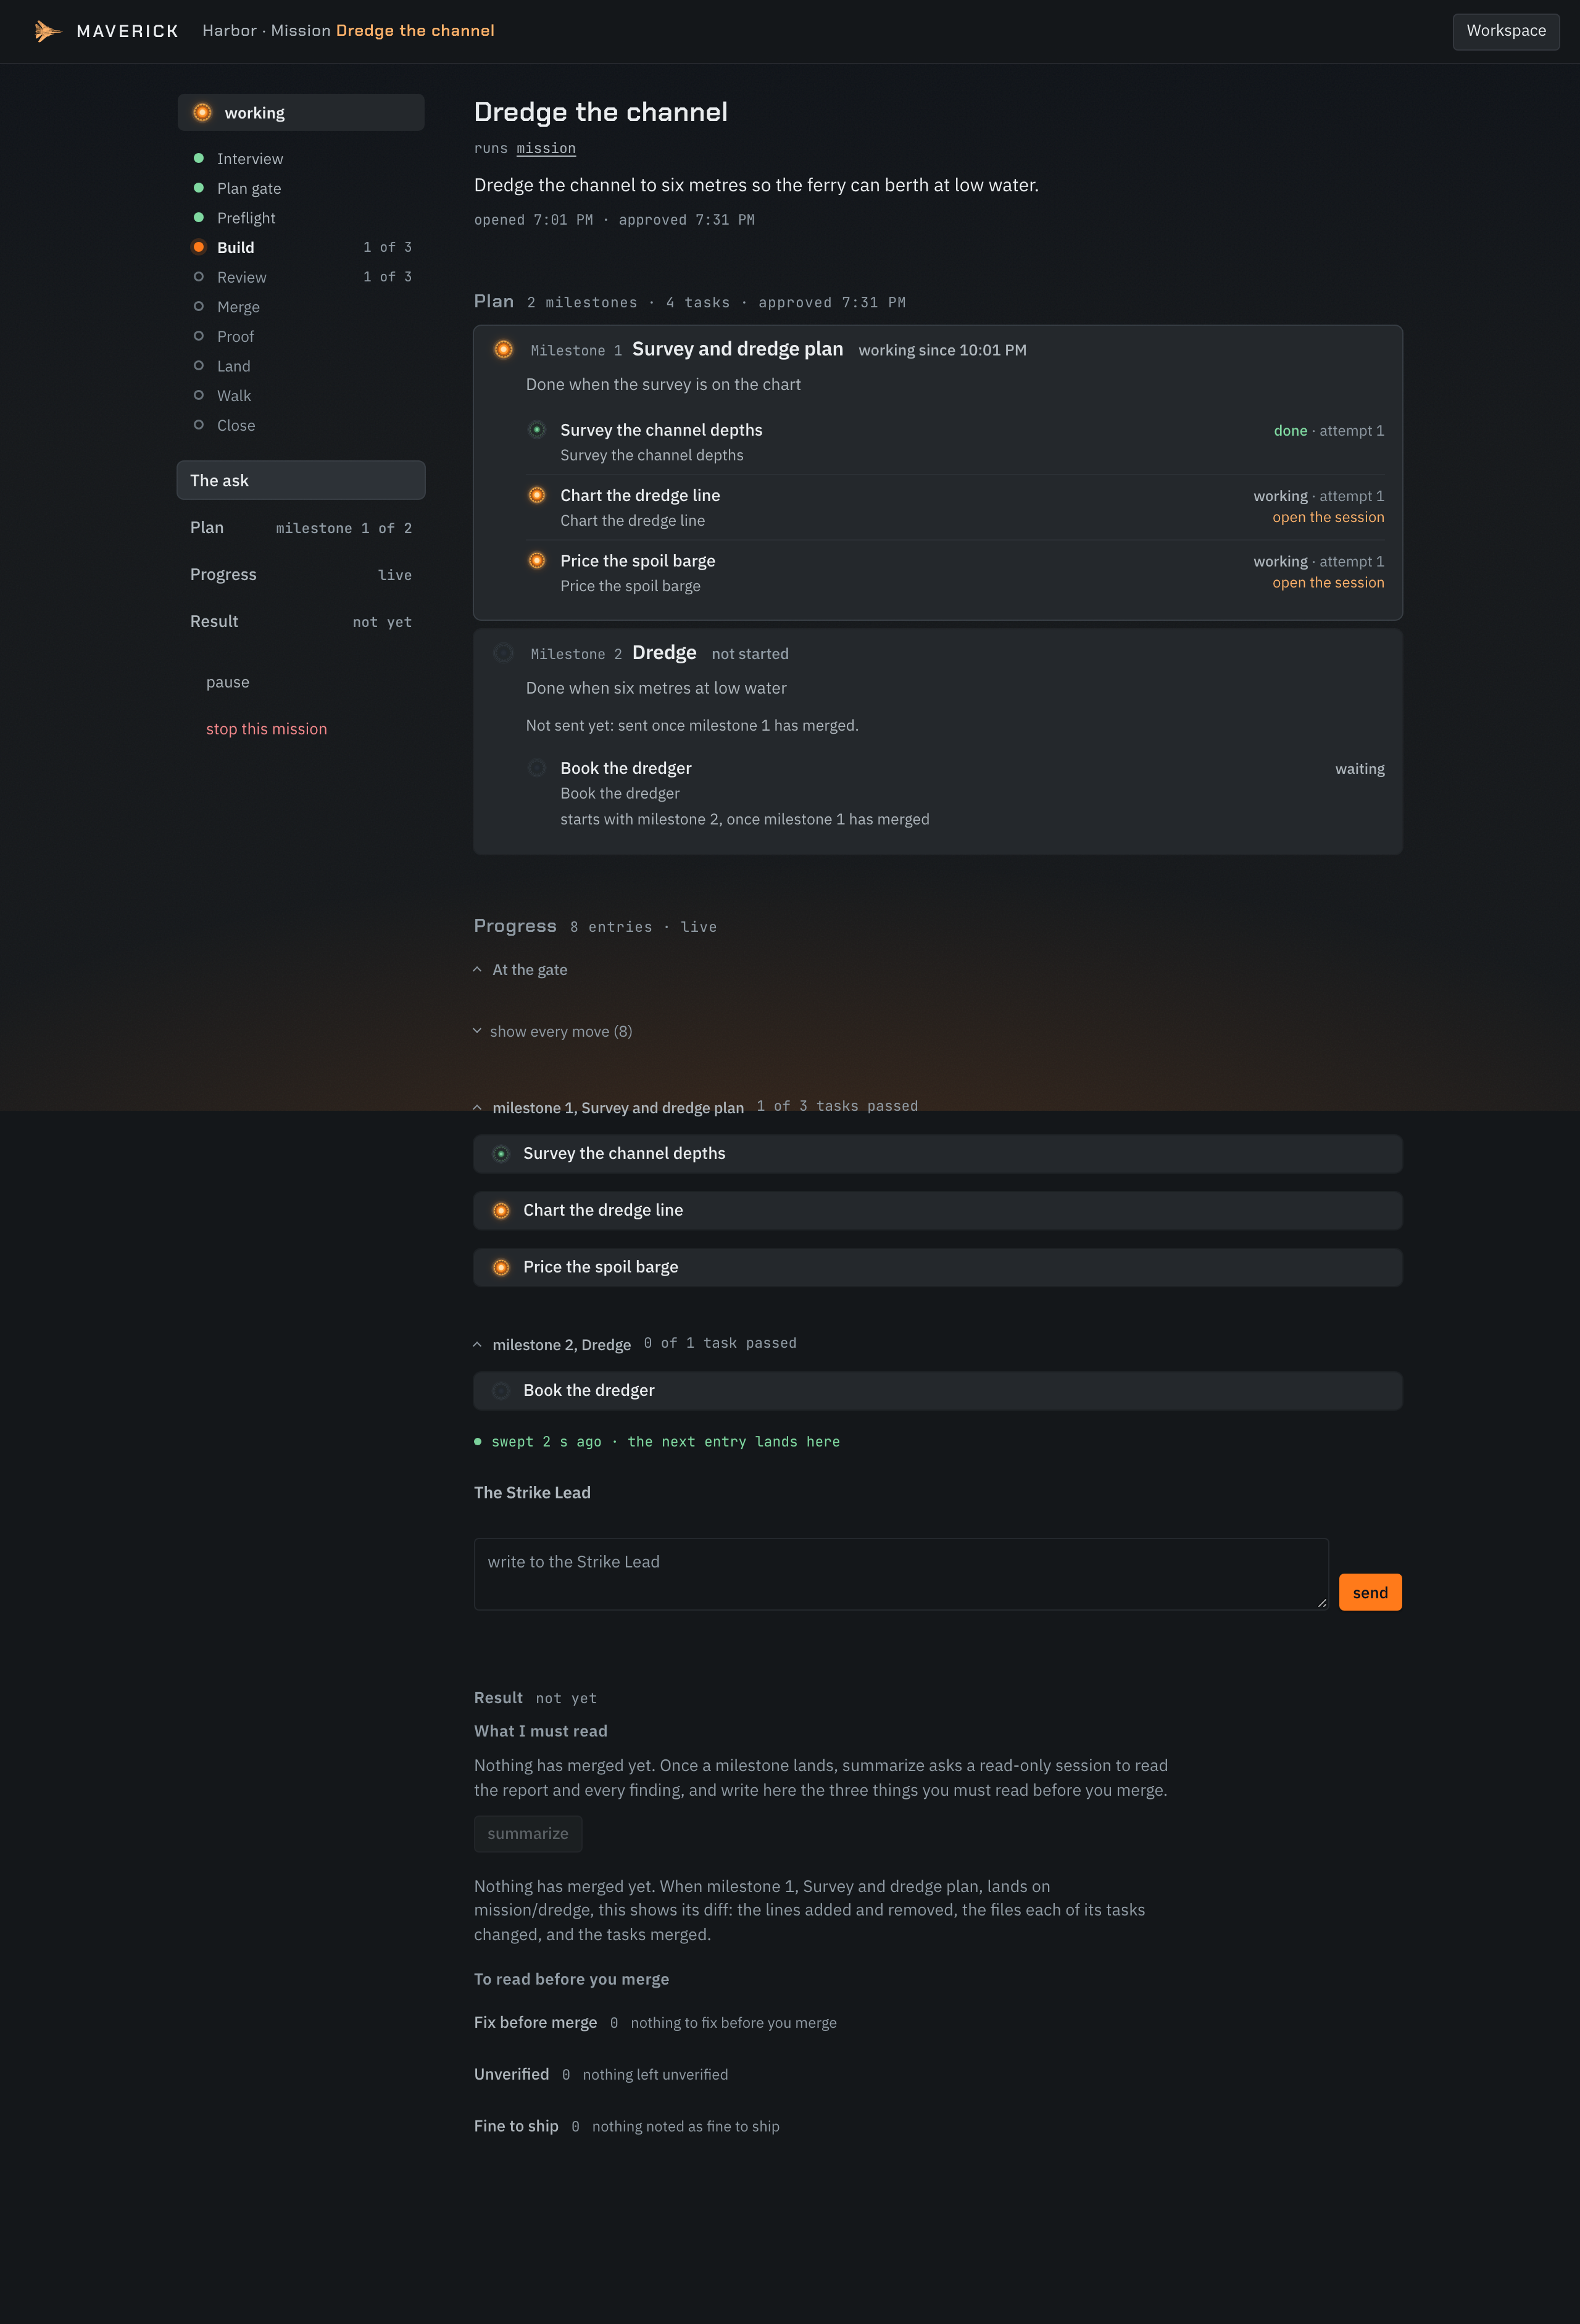 MAVERICK Harbor · Mission Dredge the channel Workspace
working
Interview
Plan gate
Preflight
Build 1 of 3
Review 1 of 3
Merge
Proof
Land
Walk
Close
The ask
Plan milestone 1 of 2
Progress live
Result not yet
pause
stop this mission
Dredge the channel
runs mission
Dredge the channel to six metres so the ferry can berth at low water.
opened 7:01 PM · approved 7:31 PM
Plan 2 milestones · 4 tasks · approved 7:31 PM
Milestone 1 Survey and dredge plan working since 10:01 PM
Done when the survey is on the chart
Survey the channel depths done · attempt 1
Survey the channel depths
Chart the dredge line working · attempt 1
Chart the dredge line open the session
Price the spoil barge working · attempt 1
Price the spoil barge open the session
Milestone 2 Dredge not started
Done when six metres at low water
Not sent yet: sent once milestone 1 has merged.
Book the dredger waiting
Book the dredger
starts with milestone 2, once milestone 1 has merged
Progress 8 entries · live
At the gate
show every move (8)
milestone 1, Survey and dredge plan 1 of 3 tasks passed
Survey the channel depths
Chart the dredge line
Price the spoil barge
milestone 2, Dredge 0 of 1 task passed
Book the dredger
swept 2 s ago · the next entry lands here
The Strike Lead
write to the Strike Lead
send
Result not yet
What I must read
Nothing has merged yet. Once a milestone lands, summarize asks a read-only session to read
the report and every finding, and write here the three things you must read before you merge.
summarize
Nothing has merged yet. When milestone 1, Survey and dredge plan, lands on
mission/dredge, this shows its diff: the lines added and removed, the files each of its tasks
changed, and the tasks merged.
To read before you merge
Fix before merge 0 nothing to fix before you merge
Unverified 0 nothing left unverified
Fine to ship 0 nothing noted as fine to ship